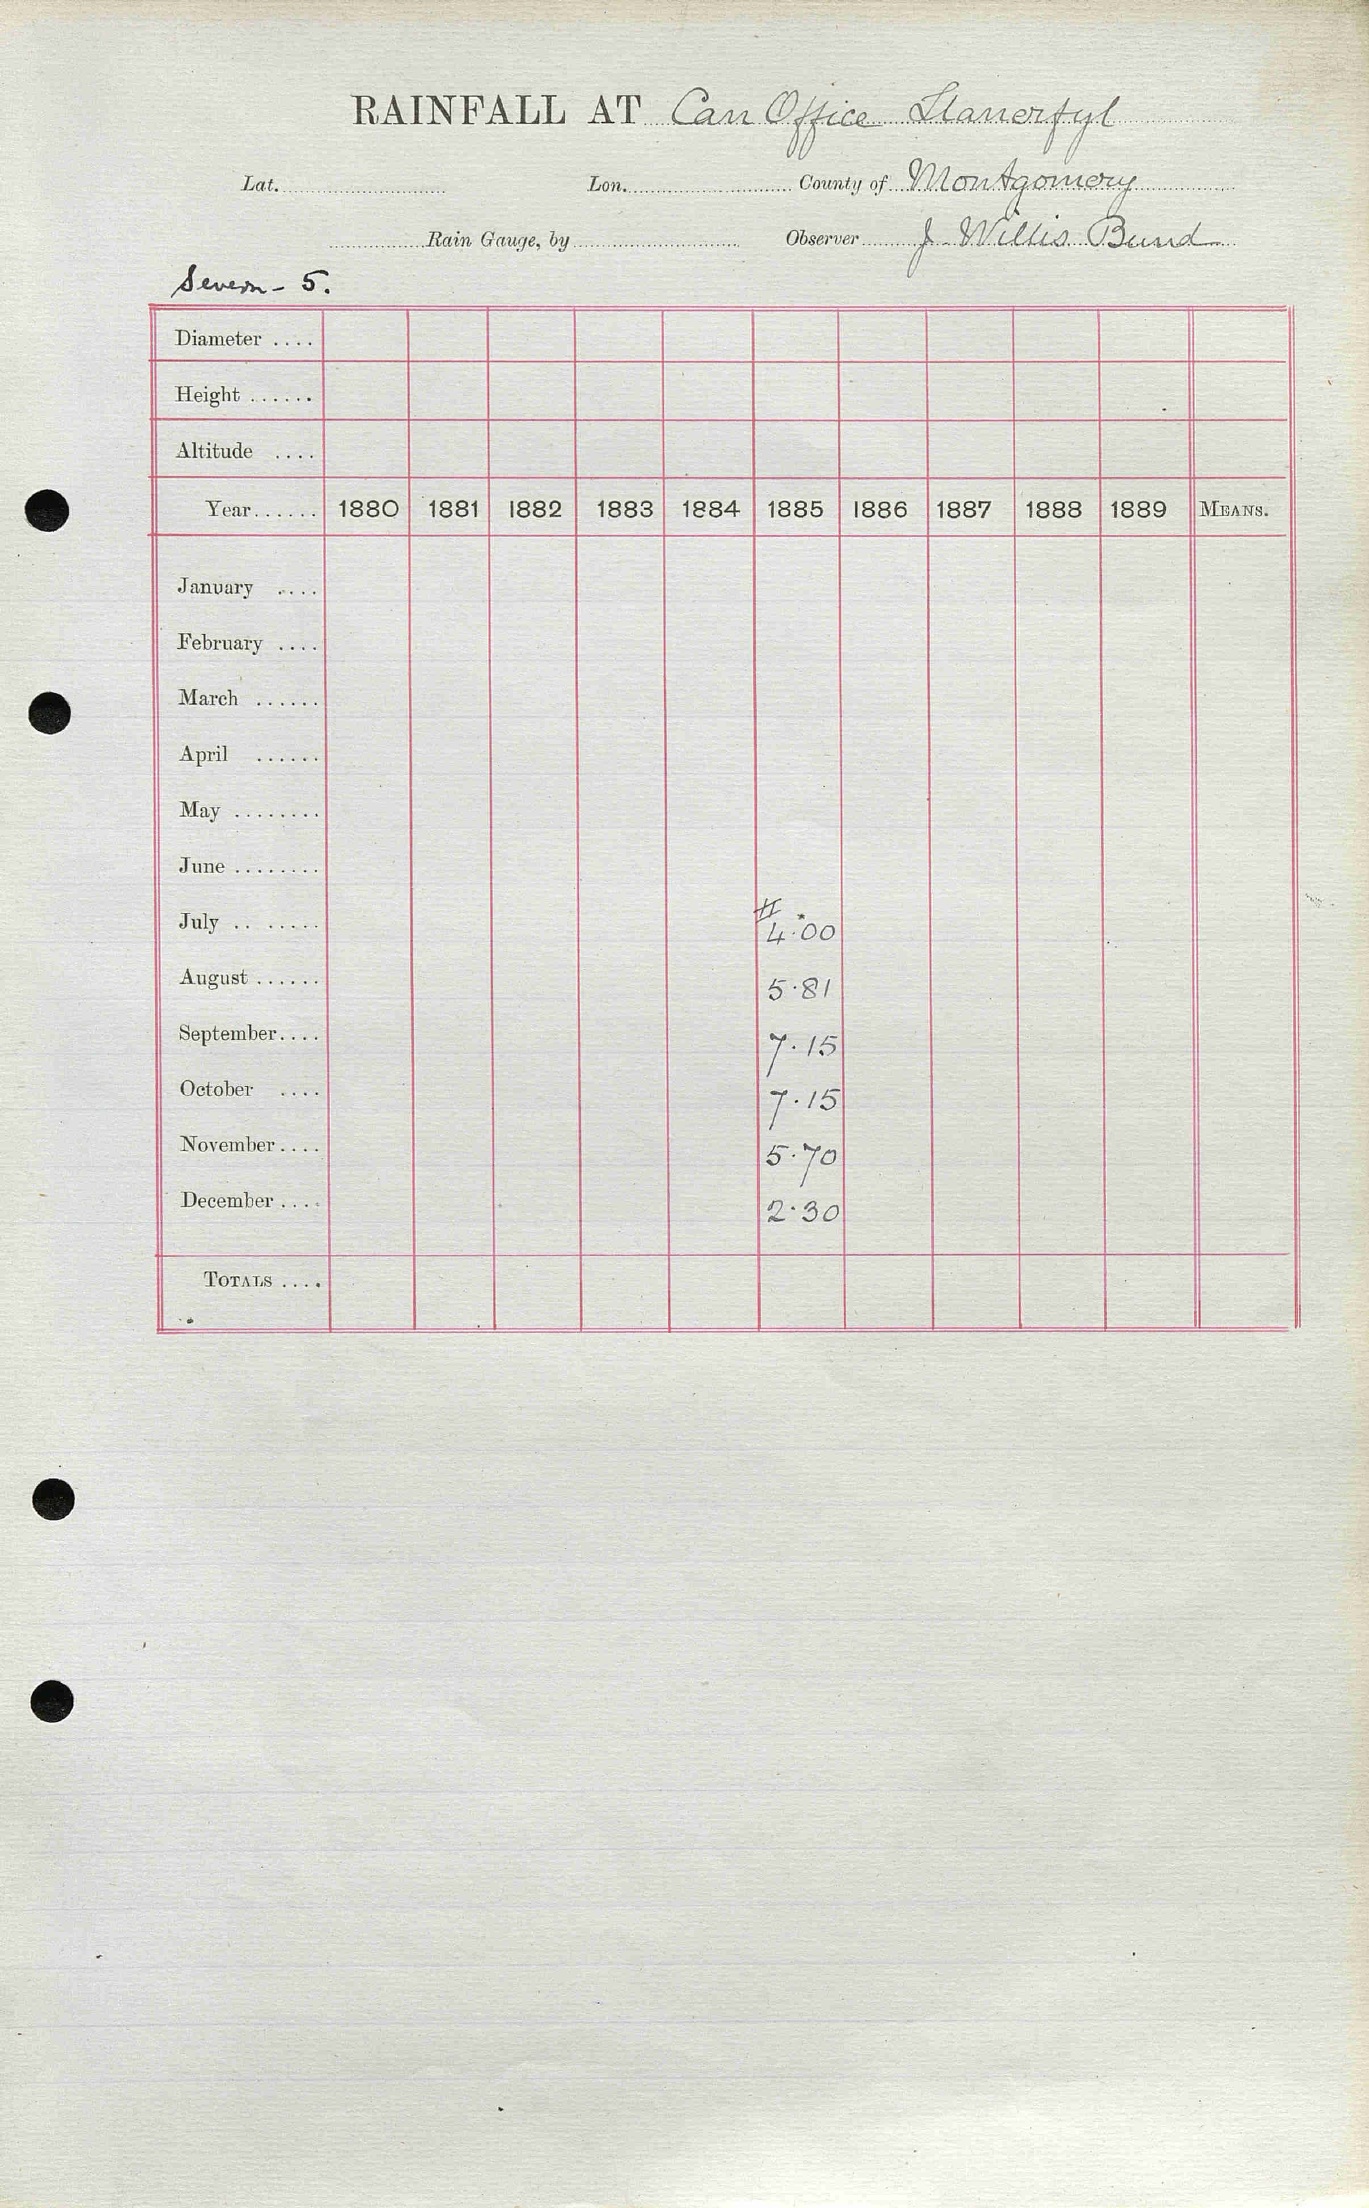 RAINFALL AT Can Office Llanerfyl
Lat. Lon. County of Montgomery
Rain Gauge, by Observer J. Willis Bund
Severn - 5.
Diameter ....
Height ......
Altitude ....
Year...... 1880 1881 1882 1883 1884 1885 1886 1887 1888 1889 MEANS.
January ....
February ....
March ......
April ......
May ........
June ........
July .. ...... 4.00
August ...... 5.81
September .... 7.15
October .... 7.15
November .... 5.70
December .... 2.30
TOTALS ....